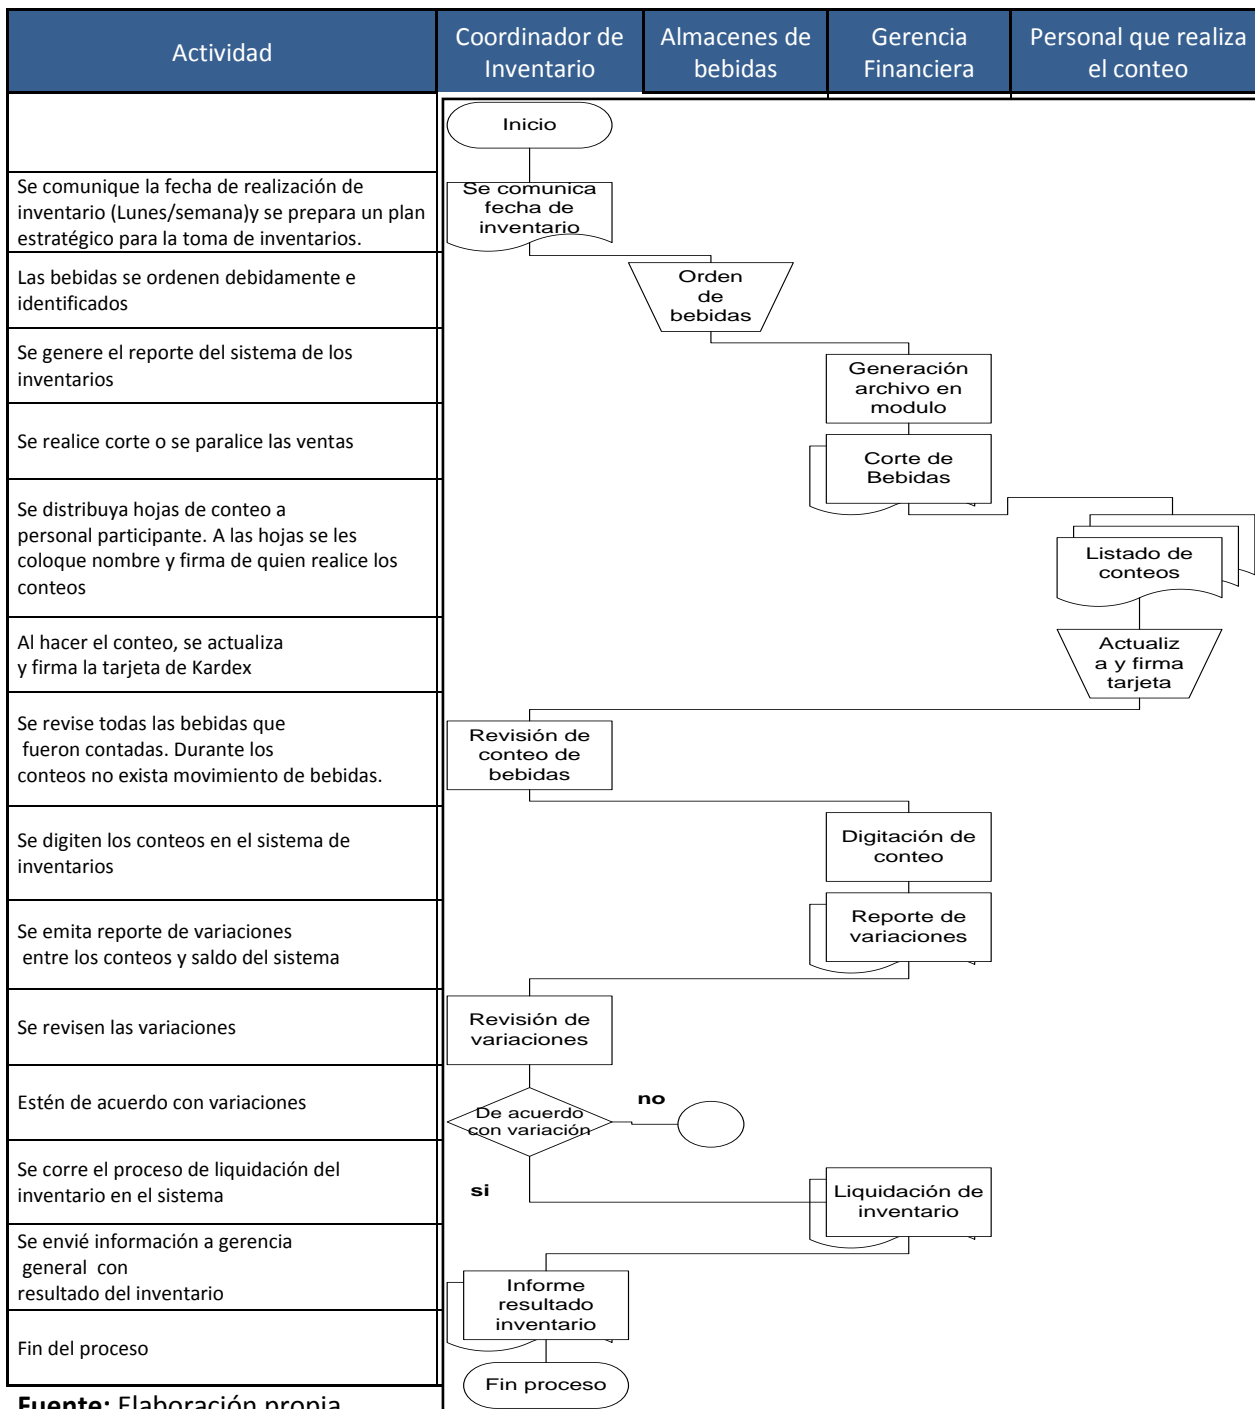 Actividad
Coordinador de
Inventario
Almacenes de
bebidas
Gerencia
Financiera
Personal que realiza
el conteo
Inicio
Se comunique la fecha de realización de
inventario (Lunes/semana)y se prepara un plan
estratégico para la toma de inventarios.
Se comunica
fecha de
inventario
Las bebidas se ordenen debidamente e
identificados
Orden
de
bebidas
Se genere el reporte del sistema de los
inventarios
Generación
archivo en
modulo
Se realice corte o se paralice las ventas
Corte de
Bebidas
Se distribuya hojas de conteo a
personal participante. A las hojas se les
coloque nombre y firma de quien realice los
conteos
Listado de
conteos
Al hacer el conteo, se actualiza
y firma la tarjeta de Kardex
Actualiz
a y firma
tarjeta
Se revise todas las bebidas que
fueron contadas. Durante los
conteos no exista movimiento de bebidas.
Revisión de
conteo de
bebidas
Se digiten los conteos en el sistema de
inventarios
Digitación de
conteo
Se emita reporte de variaciones
entre los conteos y saldo del sistema
Reporte de
variaciones
Se revisen las variaciones
Revisión de
variaciones
Estén de acuerdo con variaciones
De acuerdo
con variación
no
Se corre el proceso de liquidación del
inventario en el sistema
si
Liquidación de
inventario
Se envié información a gerencia
general con
resultado del inventario
Informe
resultado
inventario
Fin del proceso
Fin proceso
Fuente: Elaboración propia